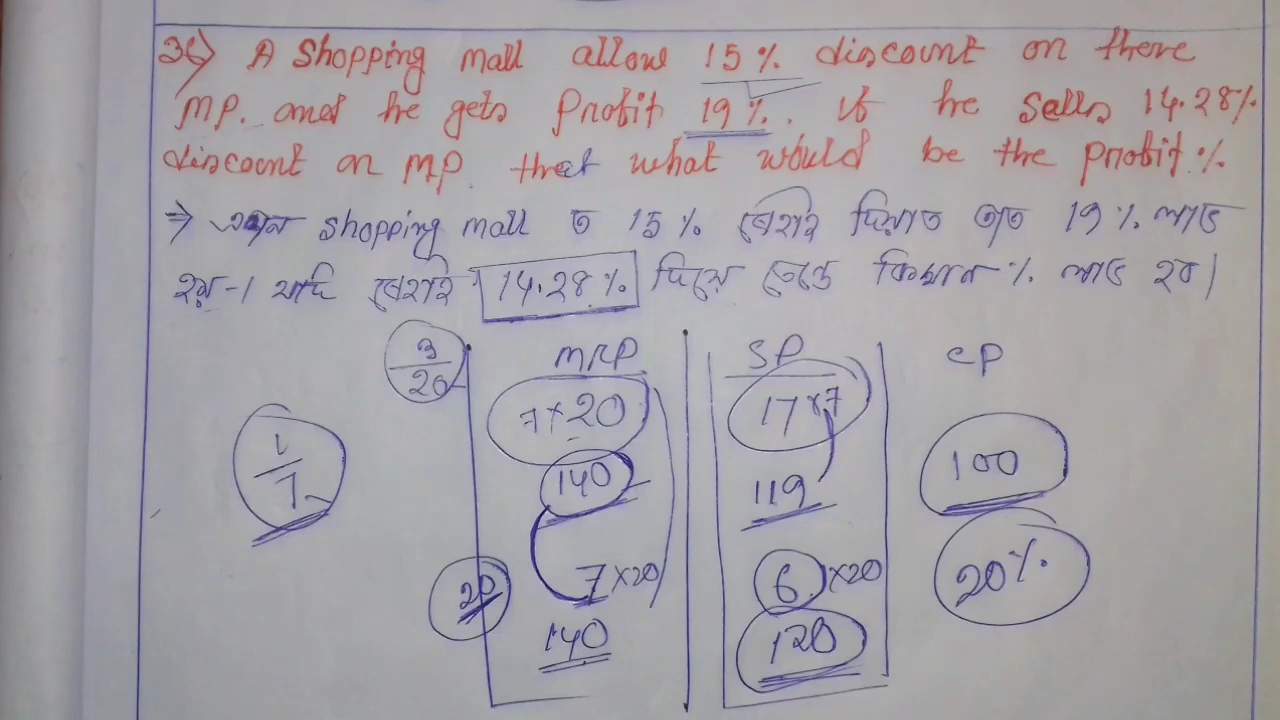 36) A Shopping mall allow 15% discount on there
MP. and he gets Profit 19%. if he sells 14.28%
discount on MP. that what would be the profit %
⇒ shopping mall ত 15% ৰেহাই দিয়াত তাত 19% লাভ
হয়-। যদি ৰেহাই 14.28% দিয়ে তেন্তে কিমান % লাভ হব।
3/20 MRP SP CP
7×20 17×7
1/7 140 119 100
20 7×20 6×20 20%
140 120